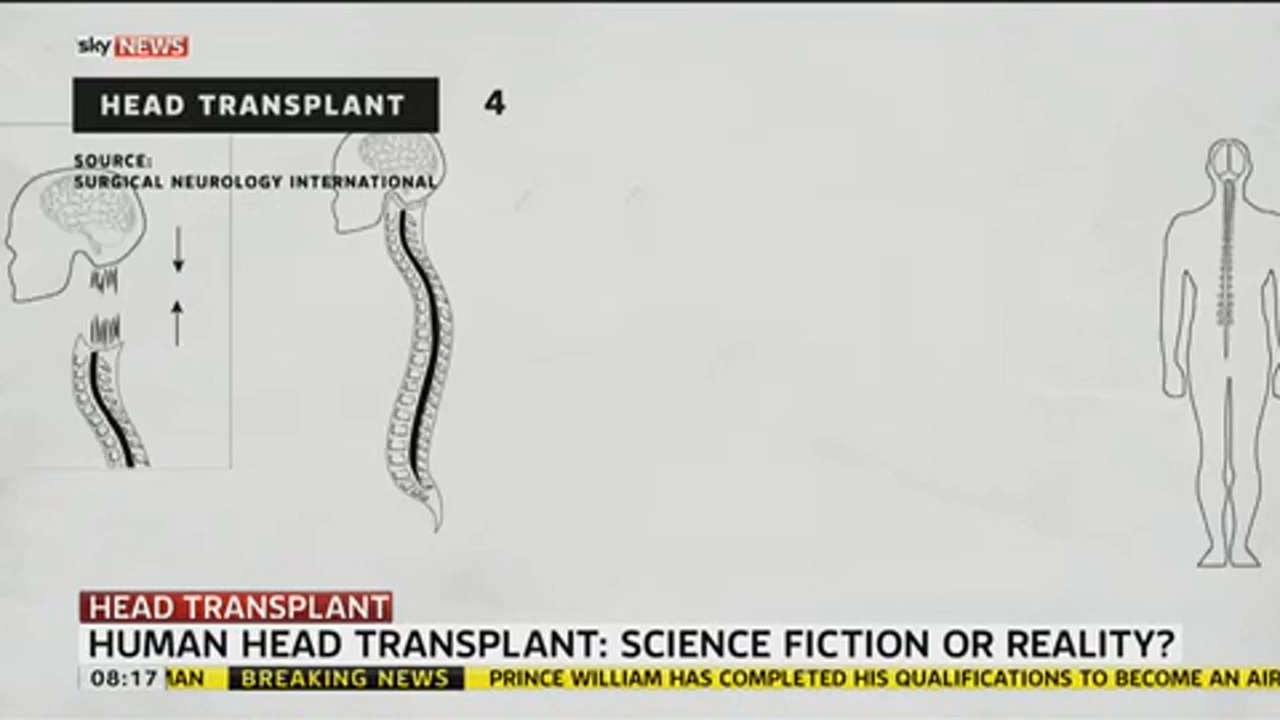 sky NEWS
HEAD TRANSPLANT
4
SOURCE:
SURGICAL NEUROLOGY INTERNATIONAL
HEAD TRANSPLANT
HUMAN HEAD TRANSPLANT: SCIENCE FICTION OR REALITY?
08:17 BREAKING NEWS PRINCE WILLIAM HAS COMPLETED HIS QUALIFICATIONS TO BECOME AN AIR